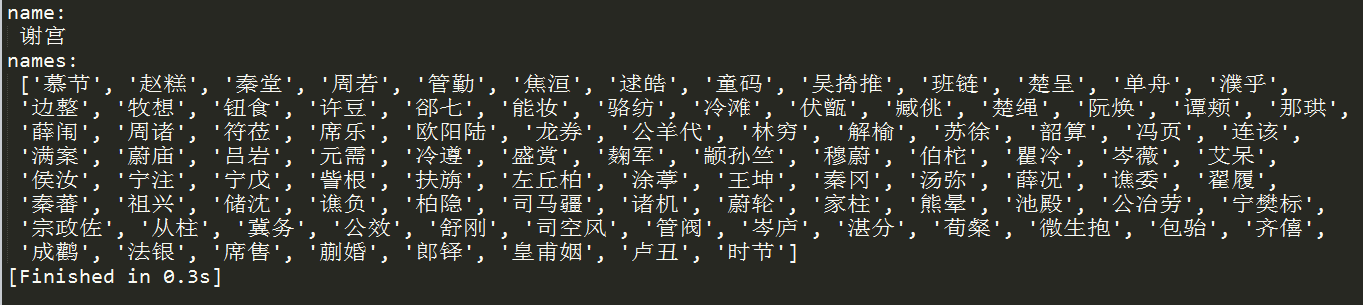 name:
谢宫
names:
['慕节', '赵糕', '秦堂', '周若', '管勤', '焦洹', '逯皓', '童码', '吴掎推', '班链', '楚呈', '单舟', '濮乎',
'边整', '牧想', '钮食', '许豆', '郤七', '能妆', '骆纺', '冷滩', '伏甑', '臧佻', '楚绳', '阮焕', '谭颊', '那珙',
'薛闱', '周诸', '符莅', '席乐', '欧阳陆', '龙券', '公羊代', '林穷', '解榆', '苏徐', '韶算', '冯页', '连该',
'满案', '蔚庙', '吕岩', '元需', '冷遵', '盛赏', '麹军', '颛孙竺', '穆蔚', '伯柁', '瞿冷', '岑薇', '艾呆',
'侯汝', '宁注', '宁戊', '訾根', '扶旃', '左丘柏', '涂葶', '王坤', '秦冈', '汤弥', '薛况', '谯委', '翟履',
'秦蕃', '祖兴', '储沈', '谯负', '柏隐', '司马疆', '诸机', '蔚轮', '家柱', '熊晕', '池殿', '公冶劳', '宁樊标',
'宗政佐', '从柱', '冀务', '公效', '舒刚', '司空风', '管阀', '岑庐', '湛分', '荀粲', '微生抱', '包骀', '齐僖',
'成鹳', '法银', '席售', '蒯婚', '郎铎', '皇甫姻', '卢丑', '时节']
[Finished in 0.3s]